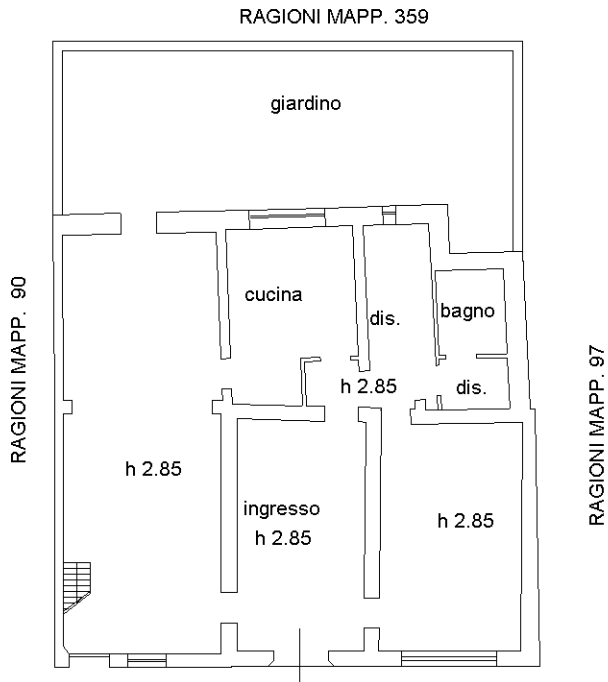 RAGIONI MAPP. 359
giardino
RAGIONI MAPP. 90
cucina
dis.
bagno
h 2.85
dis.
RAGIONI MAPP. 97
h 2.85
ingresso
h 2.85
h 2.85